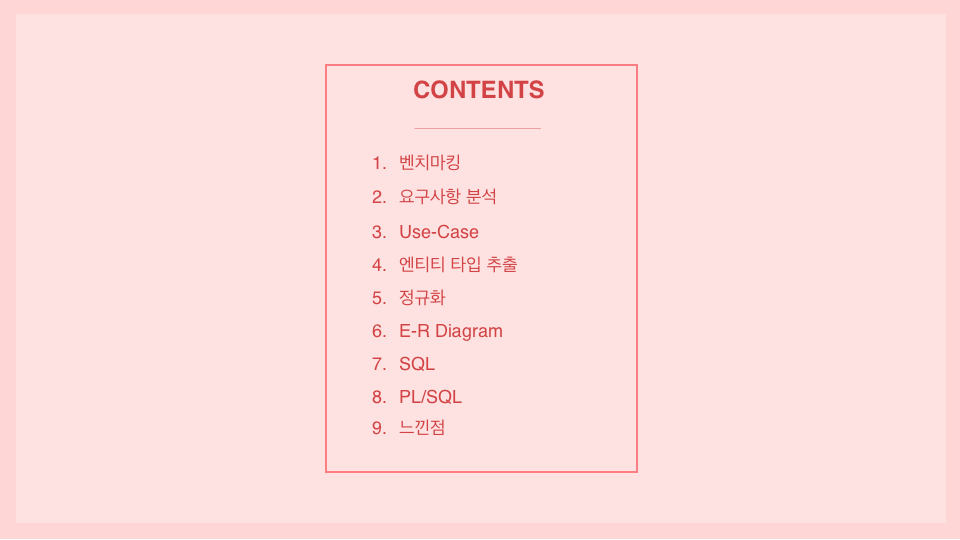 CONTENTS
1. 벤치마킹
2. 요구사항 분석
3. Use-Case
4. 엔티티 타입 추출
5. 정규화
6. E-R Diagram
7. SQL
8. PL/SQL
9. 느낀점